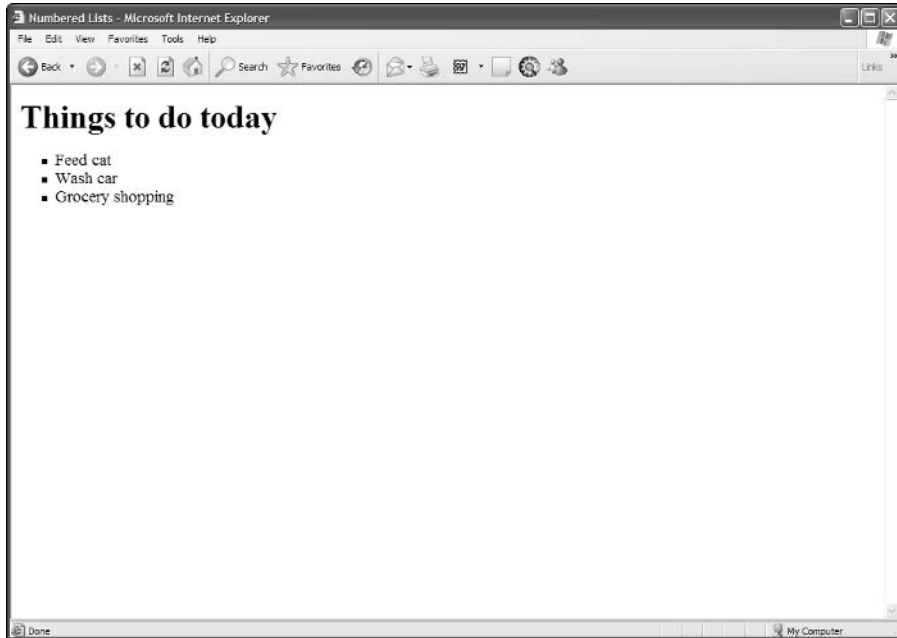 Numbered Lists - Microsoft Internet Explorer
File Edit View Favorites Tools Help
Back Search Favorites Links »
Things to do today
Feed cat
Wash car
Grocery shopping
Done My Computer